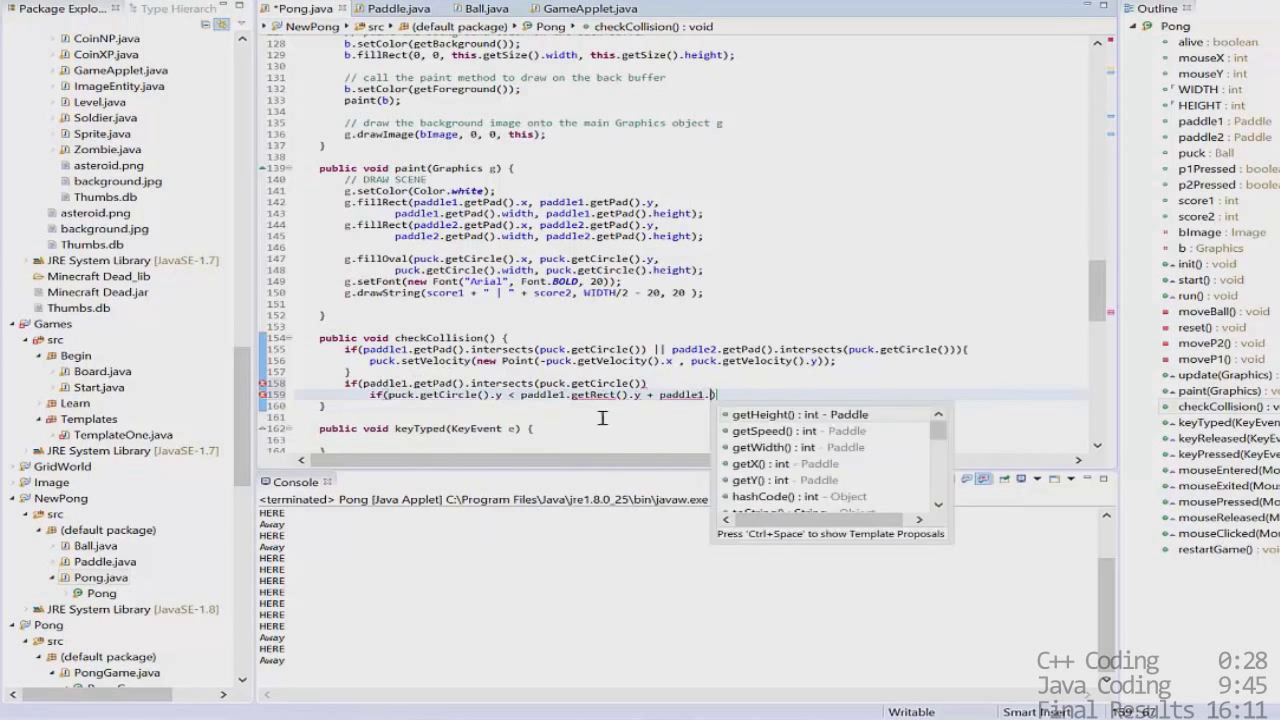 Package Explo...
Type Hierarch
*Pong.java
Paddle.java
Ball.java
GameApplet.java
Outline
NewPong
src
(default package)
Pong
checkCollision() : void
CoinNP.java
CoinXP.java
GameApplet.java
ImageEntity.java
Level.java
Soldier.java
Sprite.java
Zombie.java
asteroid.png
background.jpg
Thumbs.db
asteroid.png
background.jpg
Thumbs.db
JRE System Library [JavaSE-1.7]
Minecraft Dead_lib
Minecraft Dead.jar
Thumbs.db
Games
src
Begin
Board.java
Start.java
Learn
Templates
TemplateOne.java
JRE System Library [JavaSE-1.7]
GridWorld
Image
NewPong
src
(default package)
Ball.java
Paddle.java
Pong.java
Pong
JRE System Library [JavaSE-1.8]
Pong
src
(default package)
PongGame.java
128 b.setColor(getBackground());
129 b.fillRect(0, 0, this.getSize().width, this.getSize().height);
130
131 // call the paint method to draw on the back buffer
132 b.setColor(getForeground());
133 paint(b);
134
135 // draw the background image onto the main Graphics object g
136 g.drawImage(bImage, 0, 0, this);
137 }
138
139 public void paint(Graphics g) {
140 // DRAW SCENE
141 g.setColor(Color.white);
142 g.fillRect(paddle1.getPad().x, paddle1.getPad().y,
143 paddle1.getPad().width, paddle1.getPad().height);
144 g.fillRect(paddle2.getPad().x, paddle2.getPad().y,
145 paddle2.getPad().width, paddle2.getPad().height);
146
147 g.fillOval(puck.getCircle().x, puck.getCircle().y,
148 puck.getCircle().width, puck.getCircle().height);
149 g.setFont(new Font("Arial", Font.BOLD, 20));
150 g.drawString(score1 + " | " + score2, WIDTH/2 - 20, 20 );
151
152 }
153
154 public void checkCollision() {
155 if(paddle1.getPad().intersects(puck.getCircle()) || paddle2.getPad().intersects(puck.getCircle())){
156 puck.setVelocity(new Point(-puck.getVelocity().x , puck.getVelocity().y));
157 }
158 if(paddle1.getPad().intersects(puck.getCircle())
159 if(puck.getCircle().y < paddle1.getRect().y + paddle1.
160 }
161
162 public void keyTyped(KeyEvent e) {
163
164 }
getHeight() : int - Paddle
getSpeed() : int - Paddle
getWidth() : int - Paddle
getX() : int - Paddle
getY() : int - Paddle
hashCode() : int - Object
toString() : String - Object
Press 'Ctrl+Space' to show Template Proposals
Console
<terminated> Pong [Java Applet] C:\Program Files\Java\jre1.8.0_25\bin\javaw.exe
HERE
Away
HERE
Away
HERE
HERE
HERE
HERE
HERE
HERE
HERE
Away
HERE
Away
Pong
alive : boolean
mouseX : int
mouseY : int
WIDTH : int
HEIGHT : int
paddle1 : Paddle
paddle2 : Paddle
puck : Ball
p1Pressed : int
p2Pressed : int
score1 : int
score2 : int
bImage : Image
b : Graphics
init() : void
start() : void
run() : void
moveBall() : void
reset() : void
moveP2() : void
moveP1() : void
update(Graphics)
paint(Graphics) :
checkCollision() :
keyTyped(KeyEve
keyReleased(KeyE
keyPressed(KeyEv
mouseEntered(Mo
mouseExited(Mou
mousePressed(Mo
mouseReleased(M
mouseClicked(Mou
restartGame() : vo
C++ Coding 0:28
Java Coding 9:45
Final Results 16:11
Writable
Smart Insert
159 : 67